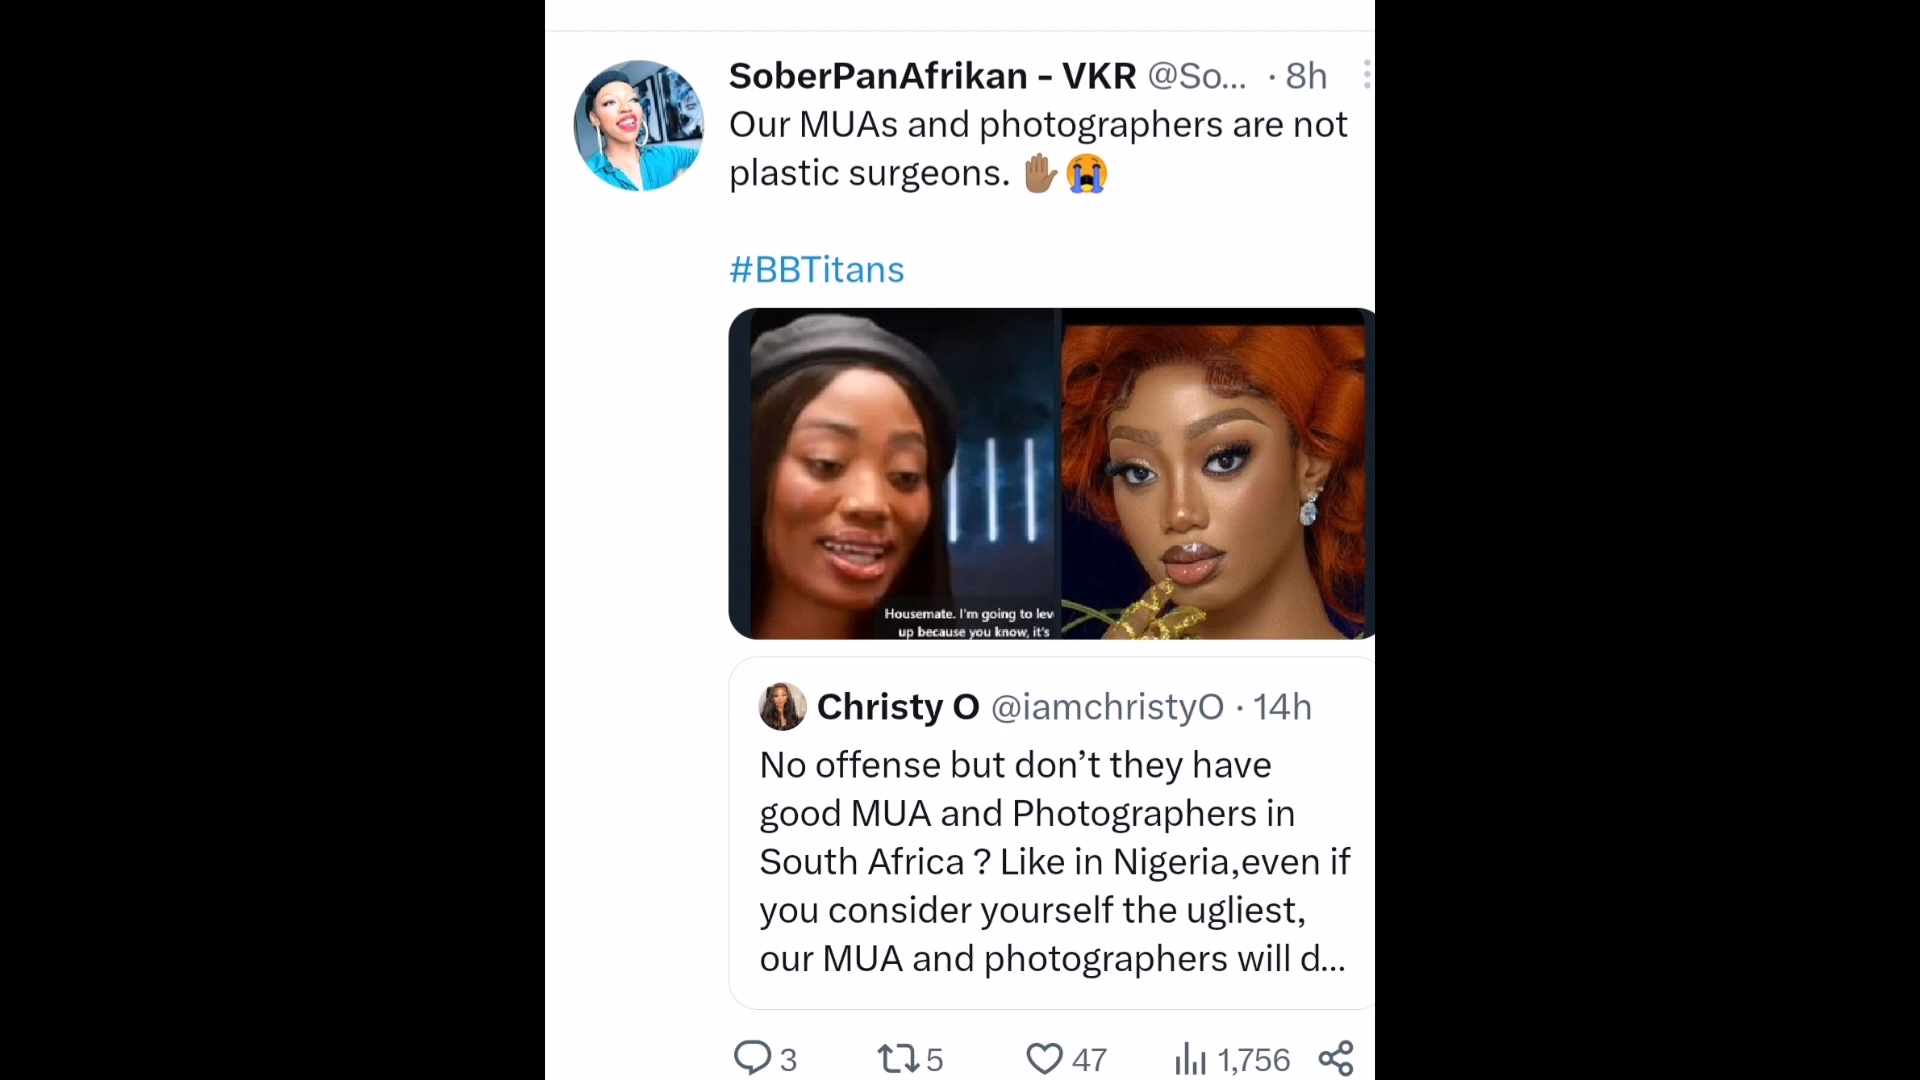 SoberPanAfrikan - VKR @So... · 8h
Our MUAs and photographers are not
plastic surgeons. ✋🏽😭
#BBTitans
Housemate. I'm going to lev
up because you know, it's
Christy O @iamchristyO · 14h
No offense but don’t they have
good MUA and Photographers in
South Africa ? Like in Nigeria,even if
you consider yourself the ugliest,
our MUA and photographers will d...
3 5 47 1,756